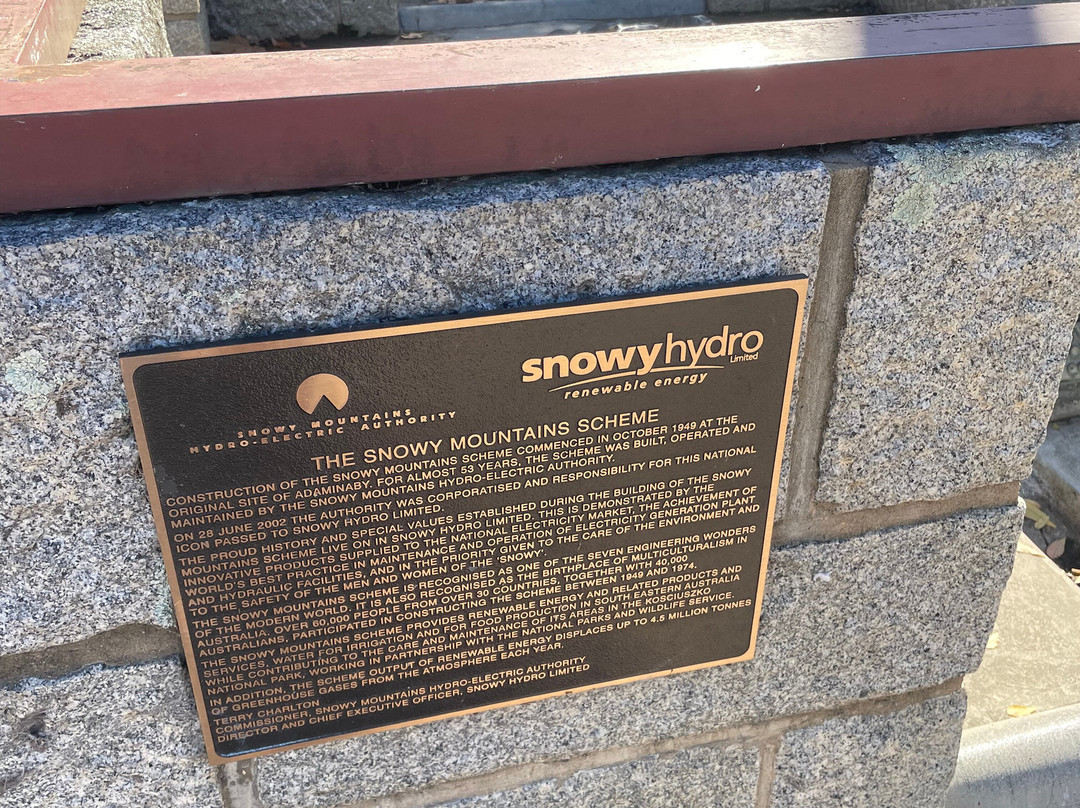 SNOWY MOUNTAINS
HYDRO-ELECTRIC AUTHORITY
snowyhydro
Limited
renewable energy
THE SNOWY MOUNTAINS SCHEME
CONSTRUCTION OF THE SNOWY MOUNTAINS SCHEME COMMENCED IN OCTOBER 1949 AT THE
ORIGINAL SITE OF ADAMINABY. FOR ALMOST 53 YEARS, THE SCHEME WAS BUILT, OPERATED AND
MAINTAINED BY THE SNOWY MOUNTAINS HYDRO-ELECTRIC AUTHORITY.
ON 28 JUNE 2002 THE AUTHORITY WAS CORPORATISED AND RESPONSIBILITY FOR THIS NATIONAL
ICON PASSED TO SNOWY HYDRO LIMITED.
THE PROUD HISTORY AND SPECIAL VALUES ESTABLISHED DURING THE BUILDING OF THE SNOWY
MOUNTAINS SCHEME LIVE ON IN SNOWY HYDRO LIMITED. THIS IS DEMONSTRATED BY THE
INNOVATIVE PRODUCTS SUPPLIED TO THE NATIONAL ELECTRICITY MARKET, THE ACHIEVEMENT OF
WORLD'S BEST PRACTICE IN MAINTENANCE AND OPERATION OF ELECTRICITY GENERATION PLANT
AND HYDRAULIC FACILITIES, AND IN THE PRIORITY GIVEN TO THE CARE OF THE ENVIRONMENT AND
TO THE SAFETY OF THE MEN AND WOMEN OF THE 'SNOWY'.
THE SNOWY MOUNTAINS SCHEME IS RECOGNISED AS ONE OF THE SEVEN ENGINEERING WONDERS
OF THE MODERN WORLD. IT IS ALSO RECOGNISED AS THE BIRTHPLACE OF MULTICULTURALISM IN
AUSTRALIA. OVER 60,000 PEOPLE FROM OVER 30 COUNTRIES, TOGETHER WITH 40,000
AUSTRALIANS, PARTICIPATED IN CONSTRUCTING THE SCHEME BETWEEN 1949 AND 1974.
THE SNOWY MOUNTAINS SCHEME PROVIDES RENEWABLE ENERGY AND RELATED PRODUCTS AND
SERVICES, WATER FOR IRRIGATION AND FOR FOOD PRODUCTION IN SOUTH EASTERN AUSTRALIA
WHILE CONTRIBUTING TO THE CARE AND MAINTENANCE OF ITS AREAS IN THE KOSCIUSZKO
NATIONAL PARK, WORKING IN PARTNERSHIP WITH THE NATIONAL PARKS AND WILDLIFE SERVICE.
IN ADDITION, THE SCHEME OUTPUT OF RENEWABLE ENERGY DISPLACES UP TO 4.5 MILLION TONNES
OF GREENHOUSE GASES FROM THE ATMOSPHERE EACH YEAR.
TERRY CHARLTON
COMMISSIONER, SNOWY MOUNTAINS HYDRO-ELECTRIC AUTHORITY
DIRECTOR AND CHIEF EXECUTIVE OFFICER, SNOWY HYDRO LIMITED